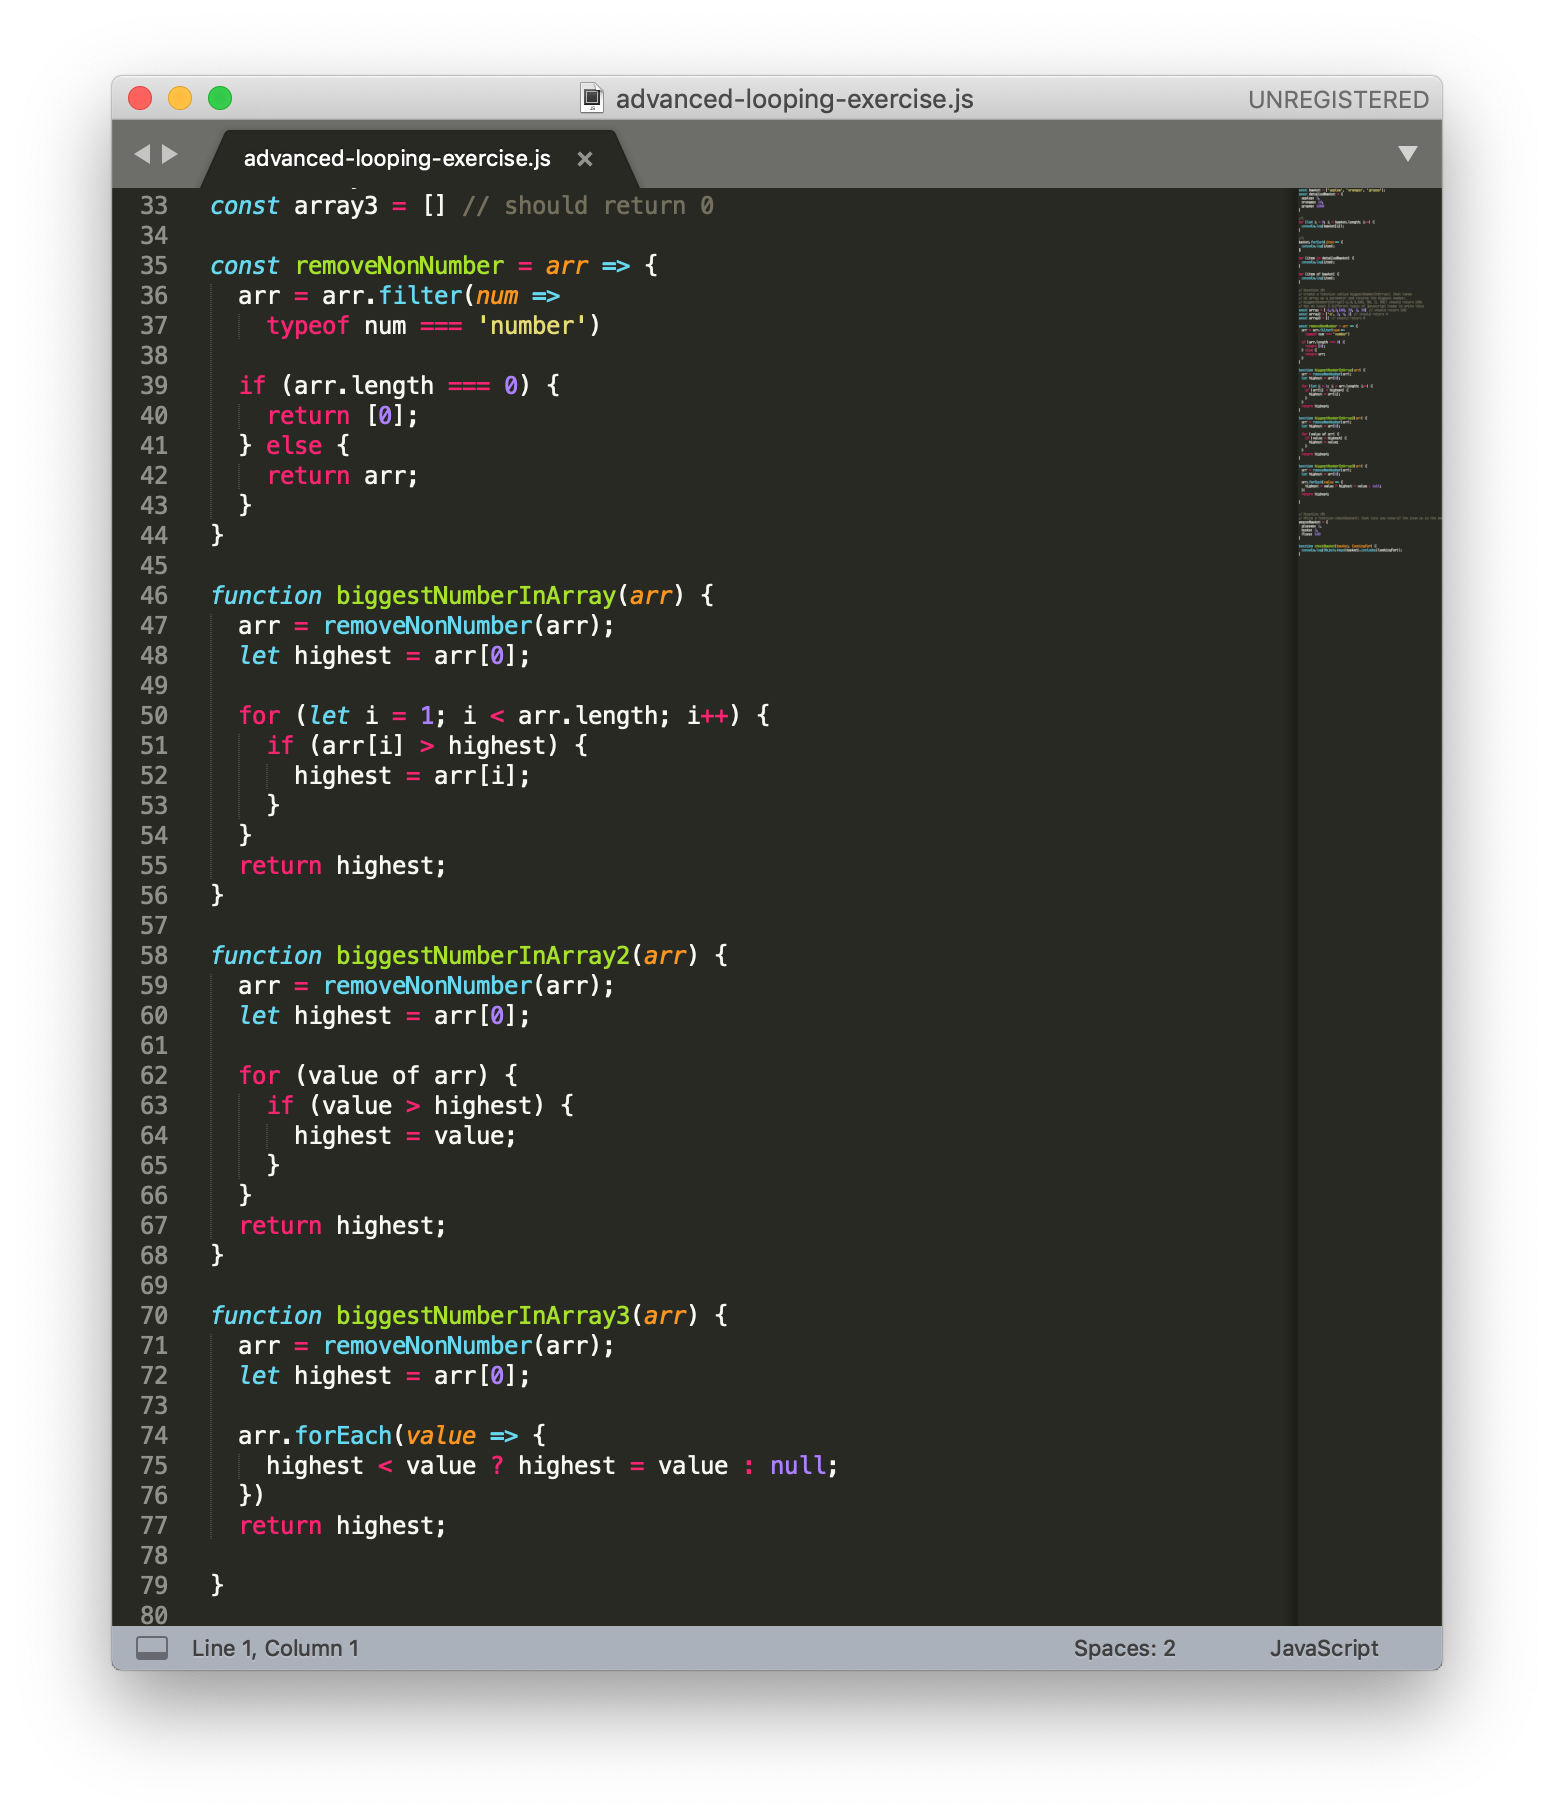 advanced-looping-exercise.js
UNREGISTERED
advanced-looping-exercise.js ×
33 const array3 = [] // should return 0
34
35 const removeNonNumber = arr => {
36   arr = arr.filter(num =>
37     typeof num === 'number')
38
39   if (arr.length === 0) {
40     return [0];
41   } else {
42     return arr;
43   }
44 }
45
46 function biggestNumberInArray(arr) {
47   arr = removeNonNumber(arr);
48   let highest = arr[0];
49
50   for (let i = 1; i < arr.length; i++) {
51     if (arr[i] > highest) {
52       highest = arr[i];
53     }
54   }
55   return highest;
56 }
57
58 function biggestNumberInArray2(arr) {
59   arr = removeNonNumber(arr);
60   let highest = arr[0];
61
62   for (value of arr) {
63     if (value > highest) {
64       highest = value;
65     }
66   }
67   return highest;
68 }
69
70 function biggestNumberInArray3(arr) {
71   arr = removeNonNumber(arr);
72   let highest = arr[0];
73
74   arr.forEach(value => {
75     highest < value ? highest = value : null;
76   })
77   return highest;
78
79 }
80
Line 1, Column 1
Spaces: 2
JavaScript